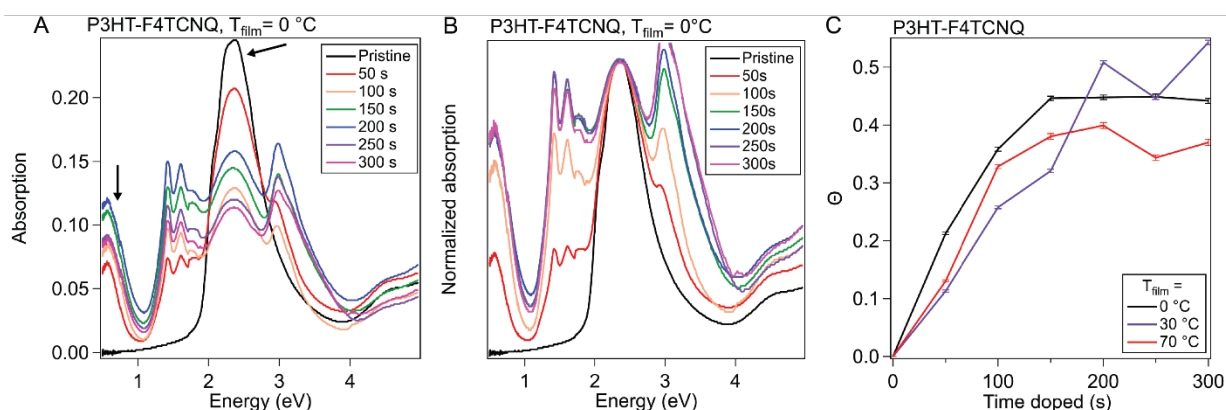 A
P3HT-F4TCNQ, Tfilm= 0 °C
Absorption
0.20
0.15
0.10
0.05
0.00
1
2
3
4
Energy (eV)
Pristine
50 s
100 s
150 s
200 s
250 s
300 s
B
P3HT-F4TCNQ, Tfilm= 0°C
Normalized absorption
1
2
3
4
Energy (eV)
Pristine
50s
100s
150s
200s
250s
300s
C
P3HT-F4TCNQ
Θ
0.5
0.4
0.3
0.2
0.1
0.0
0
100
200
300
Time doped (s)
Tfilm =
0 °C
30 °C
70 °C